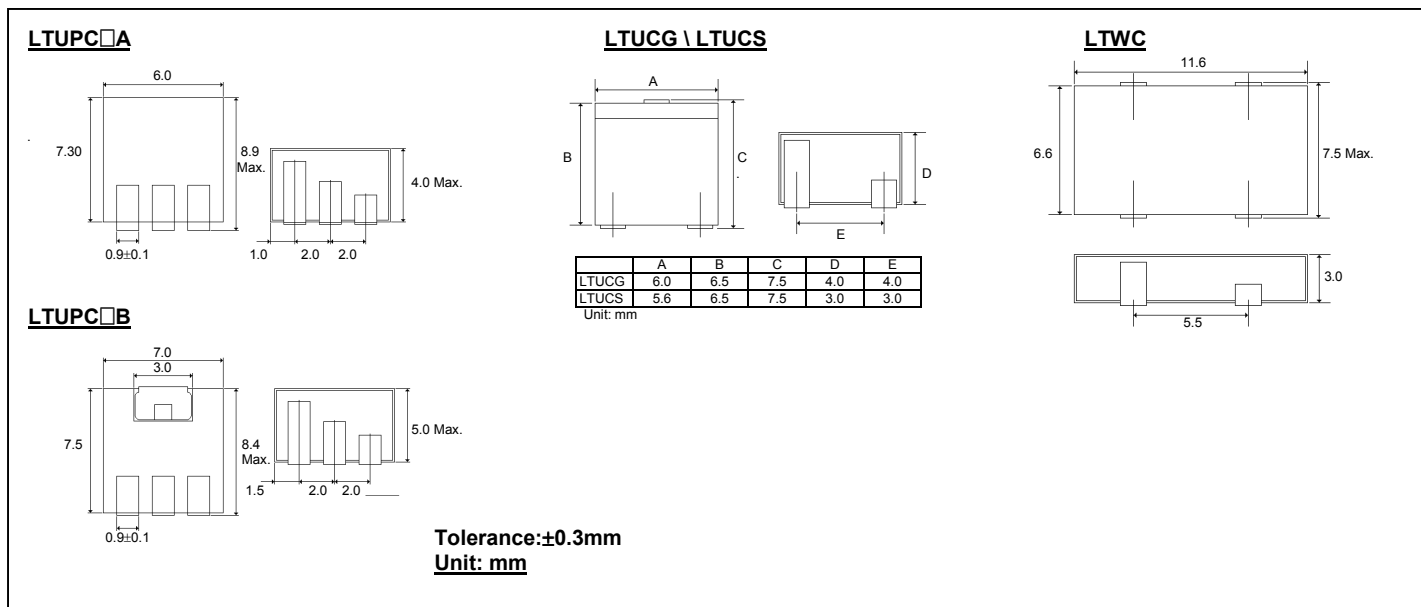 LTUPC□A
6.0
7.30
8.9
Max.
4.0 Max.
0.9±0.1
1.0
2.0
2.0
LTUCG \ LTUCS
A
B
C
D
E
A B C D E
LTUCG 6.0 6.5 7.5 4.0 4.0
LTUCS 5.6 6.5 7.5 3.0 3.0
Unit: mm
LTWC
11.6
6.6
7.5 Max.
3.0
5.5
LTUPC□B
7.0
3.0
7.5
8.4
Max.
5.0 Max.
1.5
2.0
2.0
0.9±0.1
Tolerance:±0.3mm
Unit: mm